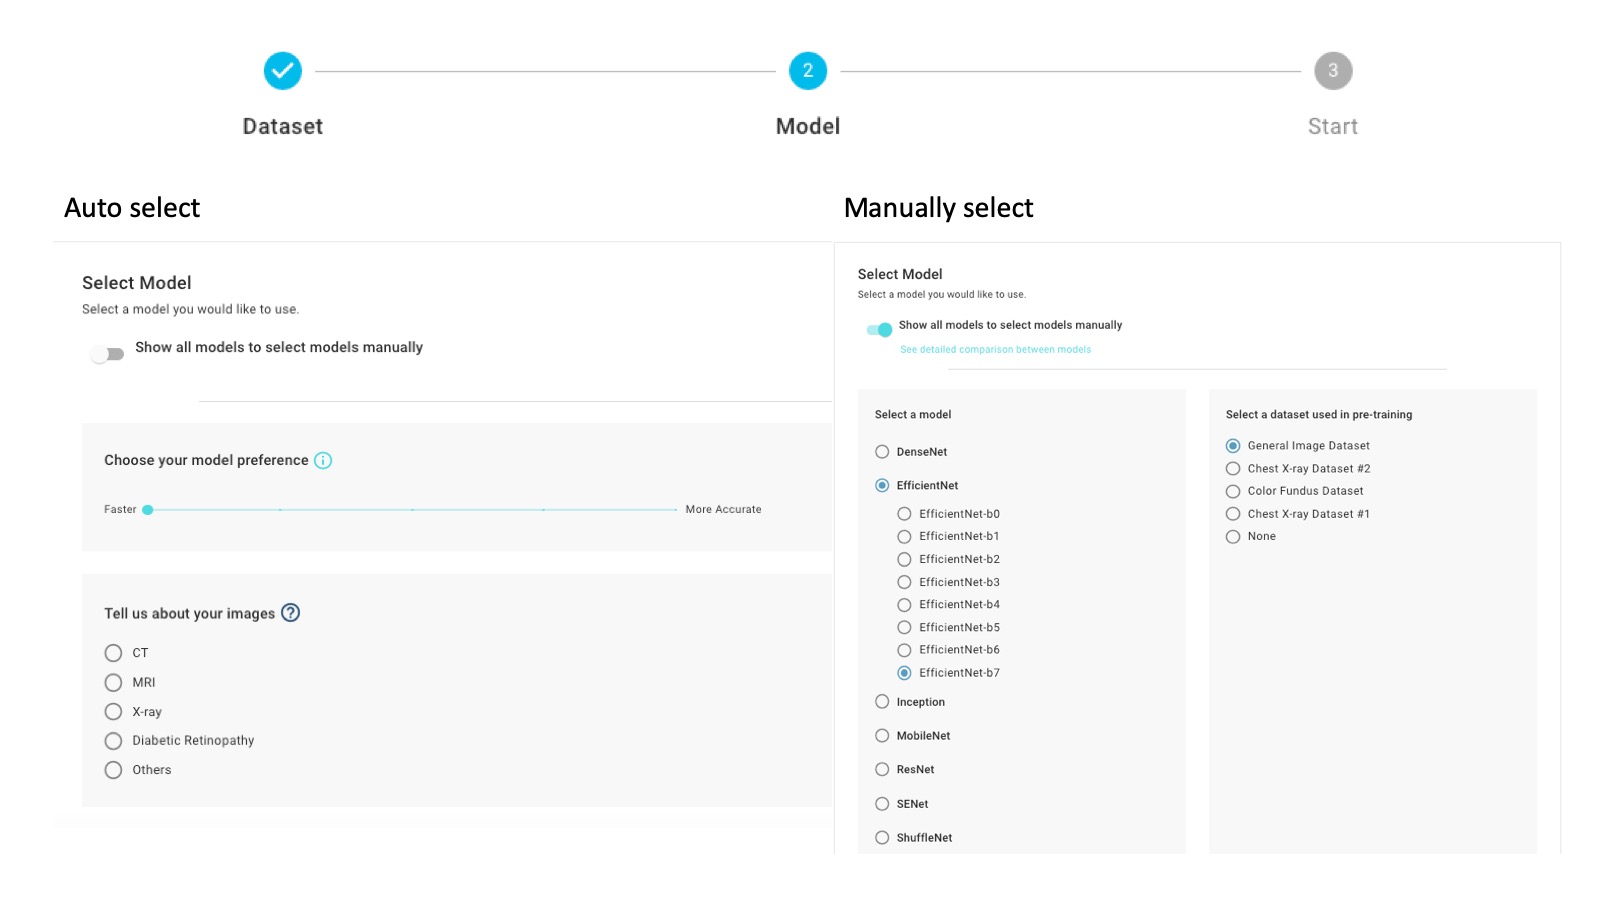 2
3
Dataset
Model
Start
Auto select
Select Model
Select a model you would like to use.
Show all models to select models manually
Choose your model preference
Faster
More Accurate
Tell us about your images
CT
MRI
X-ray
Diabetic Retinopathy
Others
Manually select
Select Model
Select a model you would like to use.
Show all models to select models manually
See detailed comparison between models
Select a model
DenseNet
EfficientNet
EfficientNet-b0
EfficientNet-b1
EfficientNet-b2
EfficientNet-b3
EfficientNet-b4
EfficientNet-b5
EfficientNet-b6
EfficientNet-b7
Inception
MobileNet
ResNet
SENet
ShuffleNet
Select a dataset used in pre-training
General Image Dataset
Chest X-ray Dataset #2
Color Fundus Dataset
Chest X-ray Dataset #1
None